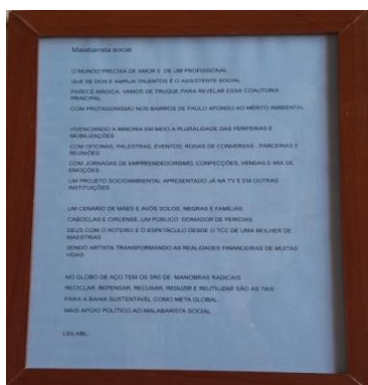 Malabarista social
O MUNDO PRECISA DE AMOR E DE UM PROFISSIONAL
QUE SE DOA E AMPLIA TALENTOS É O ASSISTENTE SOCIAL
PARECE MÁGICA, VAMOS DE TRUQUE PARA REVELAR ESSA COAUTORIA
PRINCIPAL
COM PROTAGONISMO NOS BAIRROS DE PAULO AFONSO AO MÉRITO AMBIENTAL
VIVENCIANDO A MINORIA EM MEIO A PLURALIDADE DAS PERIFERIAS E
MOBILIZAÇÕES
COM OFICINAS, PALESTRAS, EVENTOS, RODAS DE CONVERSAS , PARCERIAS E
REUNIÕES
COM JORNADAS DE EMPREENDEDORISMO, CONFECÇÕES, VENDAS E MIX DE
EMOÇÕES
UM PROJETO SOCIOAMBIENTAL APRESENTADO JÁ NA TV E EM OUTRAS
INSTITUIÇÕES
UM CENÁRIO DE MÃES E AVÓS SOLOS, NEGRAS E FAMÍLIAS
CABOCLAS E CIRCENSE, UM PÚBLICO DOMADOR DE PERÍCIAS
DEUS COM O ROTEIRO E O ESPETÁCULO DESDE O TCC DE UMA MULHER DE
MAESTRIAS
SENDO ARTISTA TRANSFORMANDO AS REALIDADES FINANCEIRAS DE MUITAS
VIDAS
NO GLOBO DE AÇO TEM OS 5RS DE MANOBRAS RADICAIS
RECICLAR, REPENSAR, RECUSAR, REDUZIR E REUTILIZAR SÃO AS TAIS
PARA A BAHIA SUSTENTÁVEL COMO META GLOBAL
MAIS APOIO POLÍTICO AO MALABARISTA SOCIAL